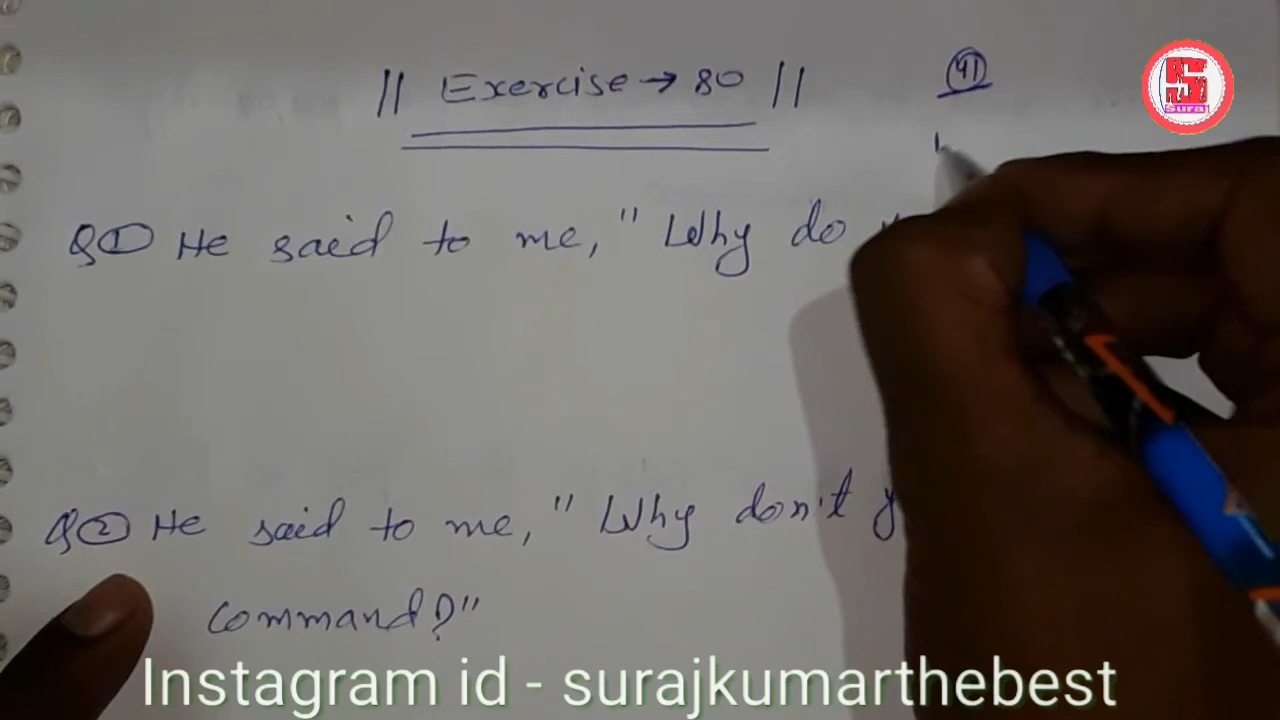 || Exercise → 80 ||
41
S
Suraj
Q① He said to me, "Why do
Q② He said to me, "Why don't y
command?"
Instagram id - surajkumarthebest